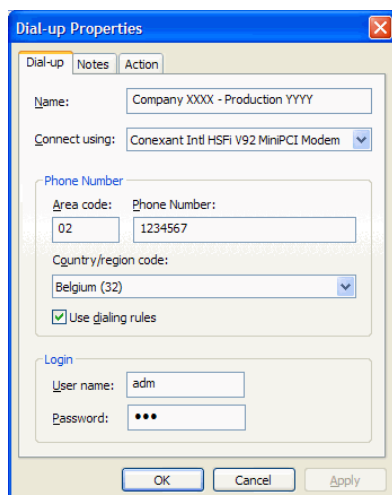 Dial-up Properties
Dial-up Notes Action
Name: Company XXXX - Production YYYY
Connect using: Conexant Intl HSFi V92 MiniPCI Modem
Phone Number
Area code: Phone Number:
02 1234567
Country/region code:
Belgium (32)
Use dialing rules
Login
User name: adm
Password: •••
OK Cancel Apply